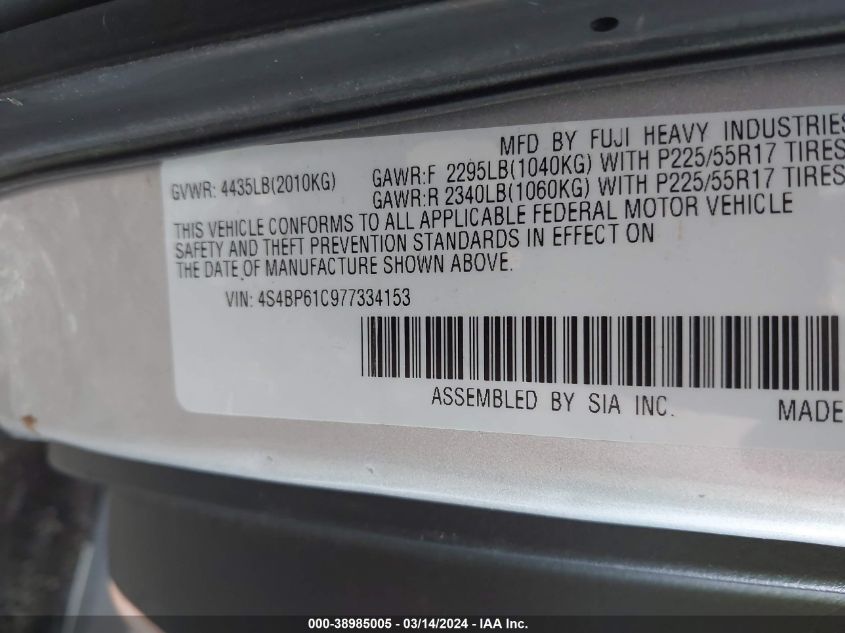 MFD BY FUJI HEAVY INDUSTRIES
GVWR: 4435LB(2010KG)
GAWR:F 2295LB(1040KG) WITH P225/55R17 TIRES
GAWR:R 2340LB(1060KG) WITH P225/55R17 TIRES
THIS VEHICLE CONFORMS TO ALL APPLICABLE FEDERAL MOTOR VEHICLE
SAFETY AND THEFT PREVENTION STANDARDS IN EFFECT ON
THE DATE OF MANUFACTURE SHOWN ABOVE.
VIN: 4S4BP61C977334153
ASSEMBLED BY SIA INC.
MADE
000-38985005 - 03/14/2024 - IAA Inc.